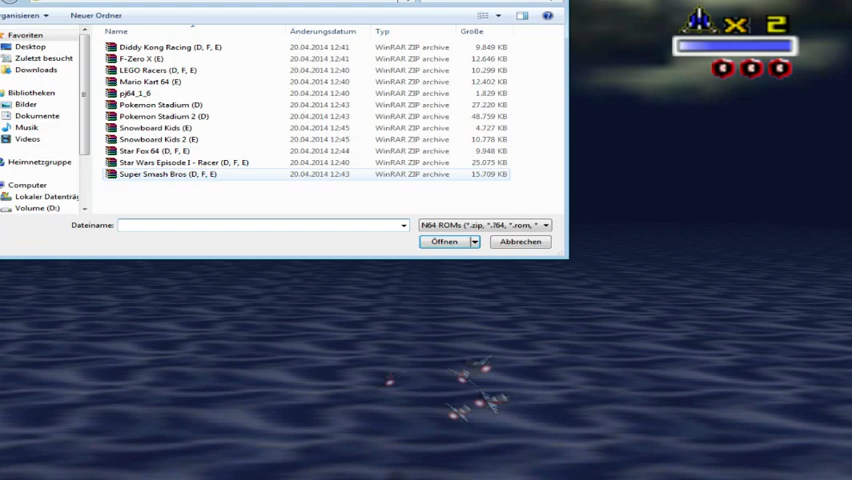 rganisieren Neuer Ordner
Name Änderungsdatum Typ Größe
Favoriten
Desktop
Zuletzt besucht
Downloads
Bibliotheken
Bilder
Dokumente
Musik
Videos
Heimnetzgruppe
Computer
Lokaler Datenträg
Volume (D:)
Diddy Kong Racing (D, F, E) 20.04.2014 12:41 WinRAR ZIP archive 9.849 KB
F-Zero X (E) 20.04.2014 12:41 WinRAR ZIP archive 12.646 KB
LEGO Racers (D, F, E) 20.04.2014 12:40 WinRAR ZIP archive 10.299 KB
Mario Kart 64 (E) 20.04.2014 12:40 WinRAR ZIP archive 12.402 KB
pj64_1_6 20.04.2014 12:40 WinRAR ZIP archive 1.829 KB
Pokemon Stadium (D) 20.04.2014 12:43 WinRAR ZIP archive 27.220 KB
Pokemon Stadium 2 (D) 20.04.2014 12:43 WinRAR ZIP archive 48.759 KB
Snowboard Kids (E) 20.04.2014 12:45 WinRAR ZIP archive 4.727 KB
Snowboard Kids 2 (E) 20.04.2014 12:45 WinRAR ZIP archive 10.778 KB
Star Fox 64 (D, F, E) 20.04.2014 12:44 WinRAR ZIP archive 9.948 KB
Star Wars Episode I - Racer (D, F, E) 20.04.2014 12:40 WinRAR ZIP archive 25.075 KB
Super Smash Bros (D, F, E) 20.04.2014 12:43 WinRAR ZIP archive 15.709 KB
Dateiname: N64 ROMs (*.zip, *.?64, *.rom, *
Öffnen Abbrechen
x 2